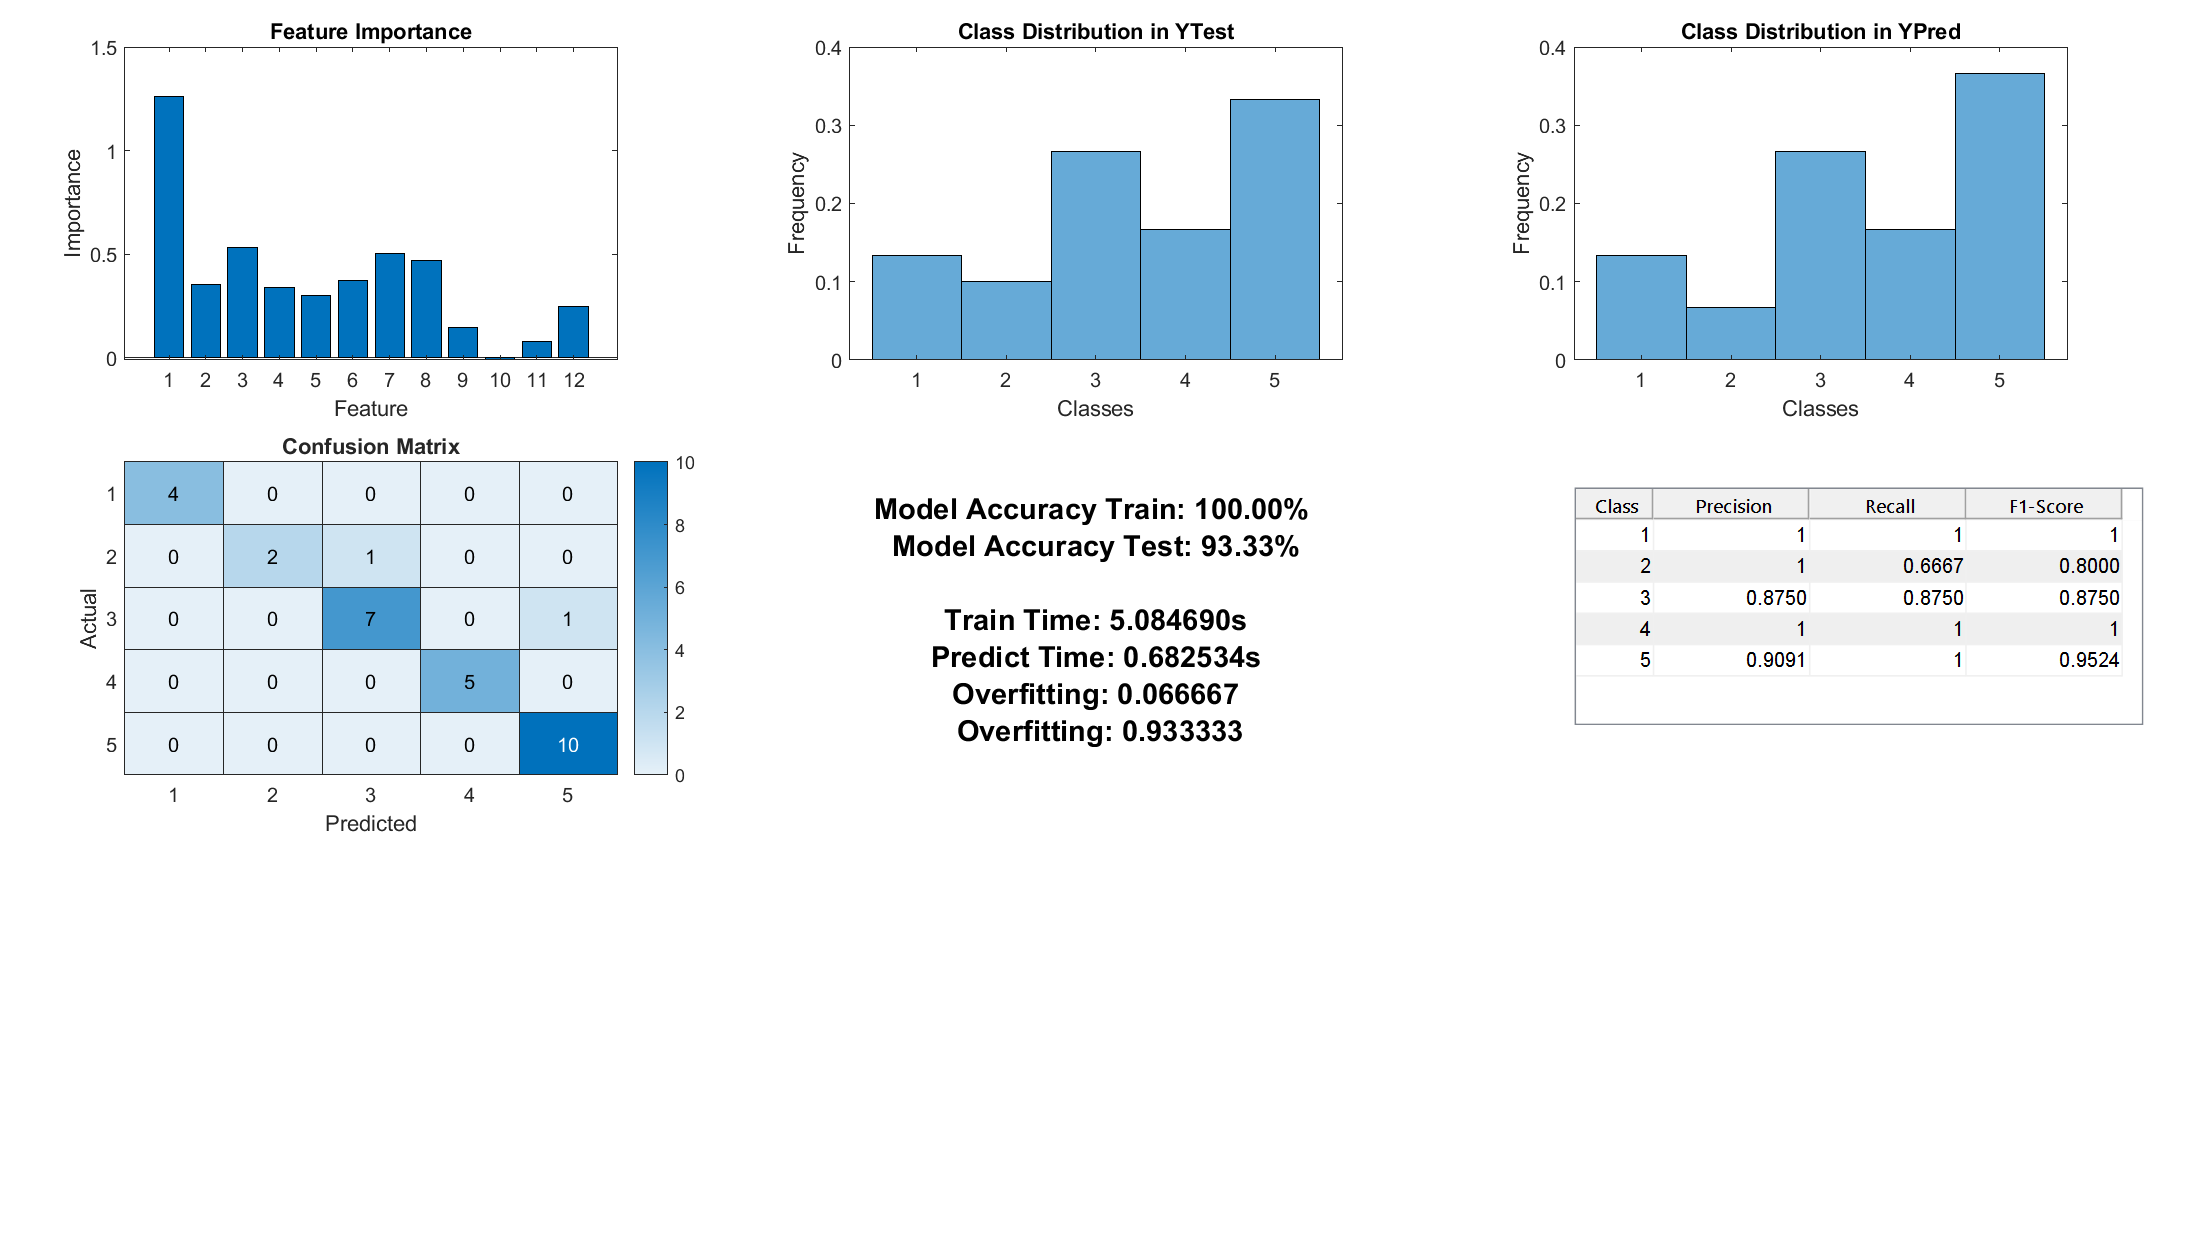 Feature Importance
1.5
1
0.5
0
Importance
1 2 3 4 5 6 7 8 9 10 11 12
Feature
Class Distribution in YTest
0.4
0.3
0.2
0.1
0
Frequency
1 2 3 4 5
Classes
Class Distribution in YPred
0.4
0.3
0.2
0.1
0
Frequency
1 2 3 4 5
Classes
Confusion Matrix
Actual
1 4 0 0 0 0
2 0 2 1 0 0
3 0 0 7 0 1
4 0 0 0 5 0
5 0 0 0 0 10
1 2 3 4 5
Predicted
10
8
6
4
2
0
Model Accuracy Train: 100.00%
Model Accuracy Test: 93.33%
Train Time: 5.084690s
Predict Time: 0.682534s
Overfitting: 0.066667
Overfitting: 0.933333
Class Precision Recall F1-Score
1 1 1 1
2 1 0.6667 0.8000
3 0.8750 0.8750 0.8750
4 1 1 1
5 0.9091 1 0.9524